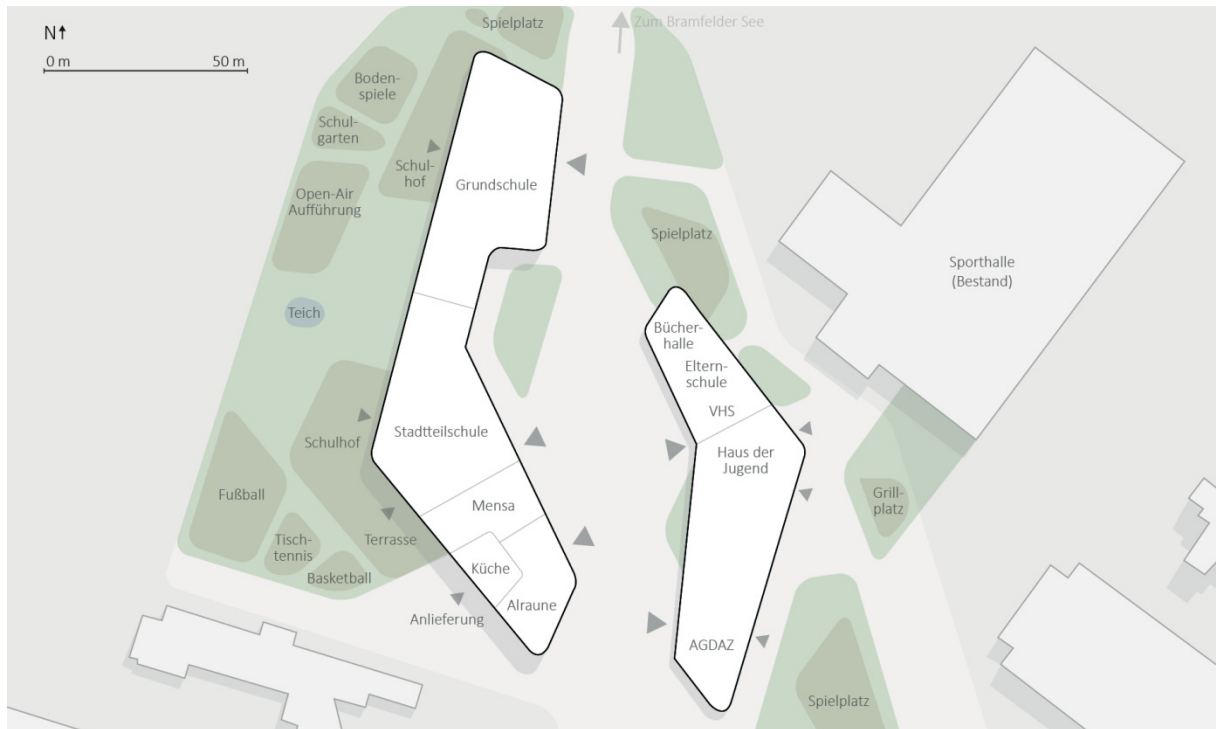 Spielplatz
Zum Bramfelder See
N
0 m
50 m
Boden-
spiele
Schul-
garten
Schul-
hof
Grundschule
Open-Air
Aufführung
Spielplatz
Sporthalle
(Bestand)
Teich
Bücher-
halle
Eltern-
schule
VHS
Stadtteilschule
Schulhof
Haus der
Jugend
Fußball
Mensa
Grill-
platz
Tisch-
tennis
Terrasse
Basketball
Küche
Alraune
Anlieferung
AGDAZ
Spielplatz